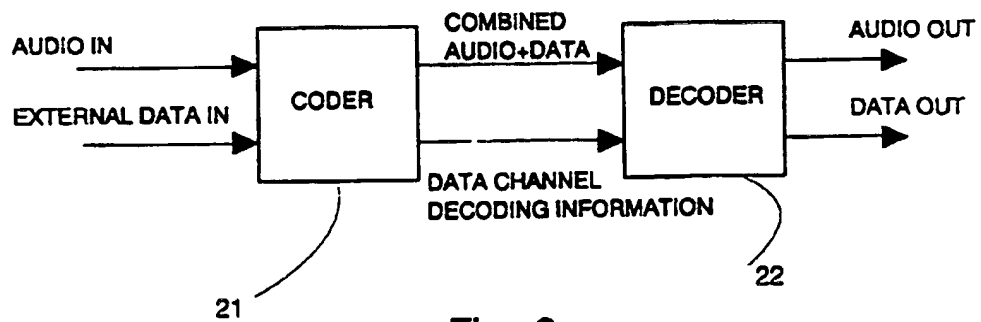 COMBINED
AUDIO+DATA
AUDIO IN
AUDIO OUT
CODER
DECODER
EXTERNAL DATA IN
DATA OUT
DATA CHANNEL
DECODING INFORMATION
21
22